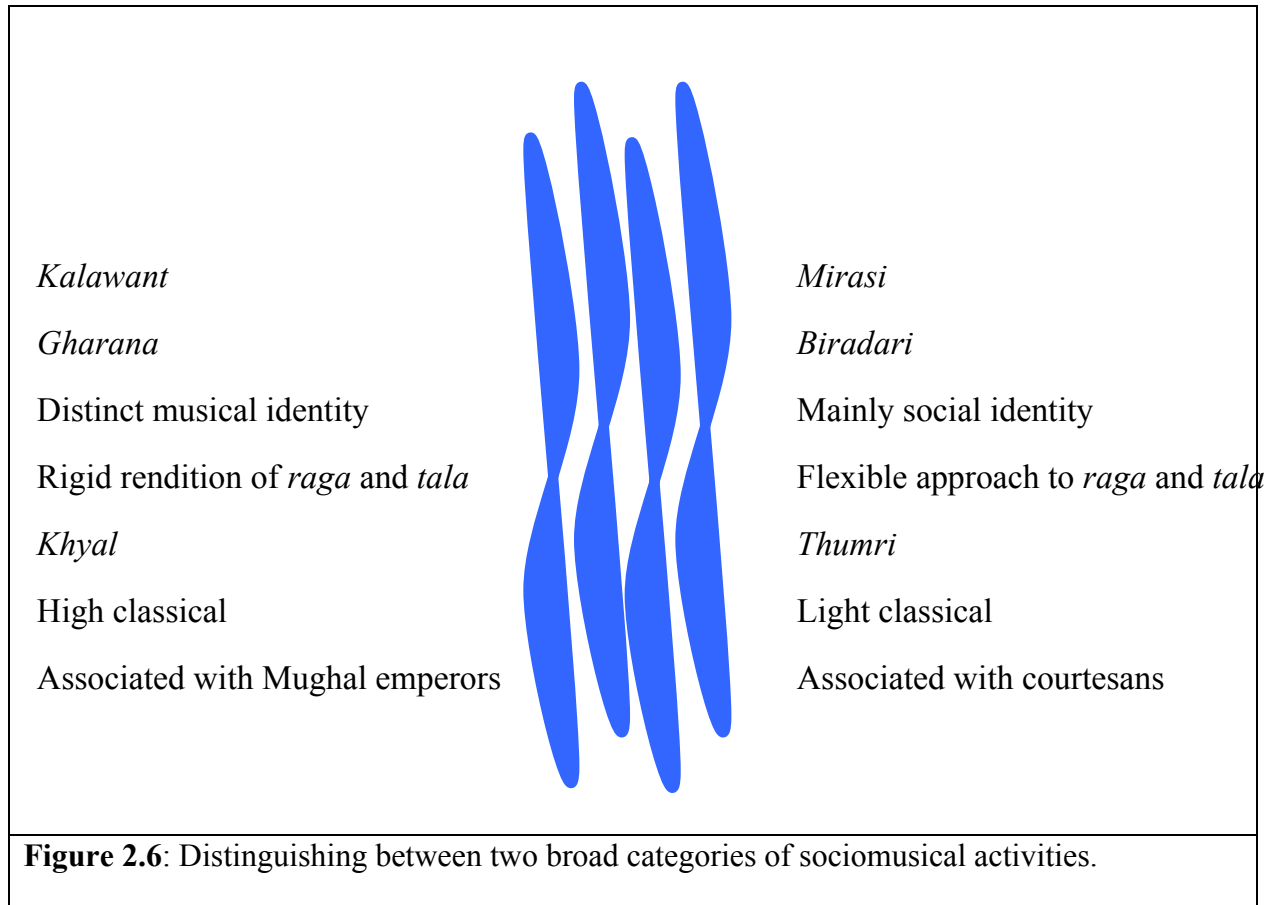 Kalawant
Gharana
Distinct musical identity
Rigid rendition of raga and tala
Khyal
High classical
Associated with Mughal emperors
Mirasi
Biradari
Mainly social identity
Flexible approach to raga and tala
Thumri
Light classical
Associated with courtesans
Figure 2.6: Distinguishing between two broad categories of sociomusical activities.